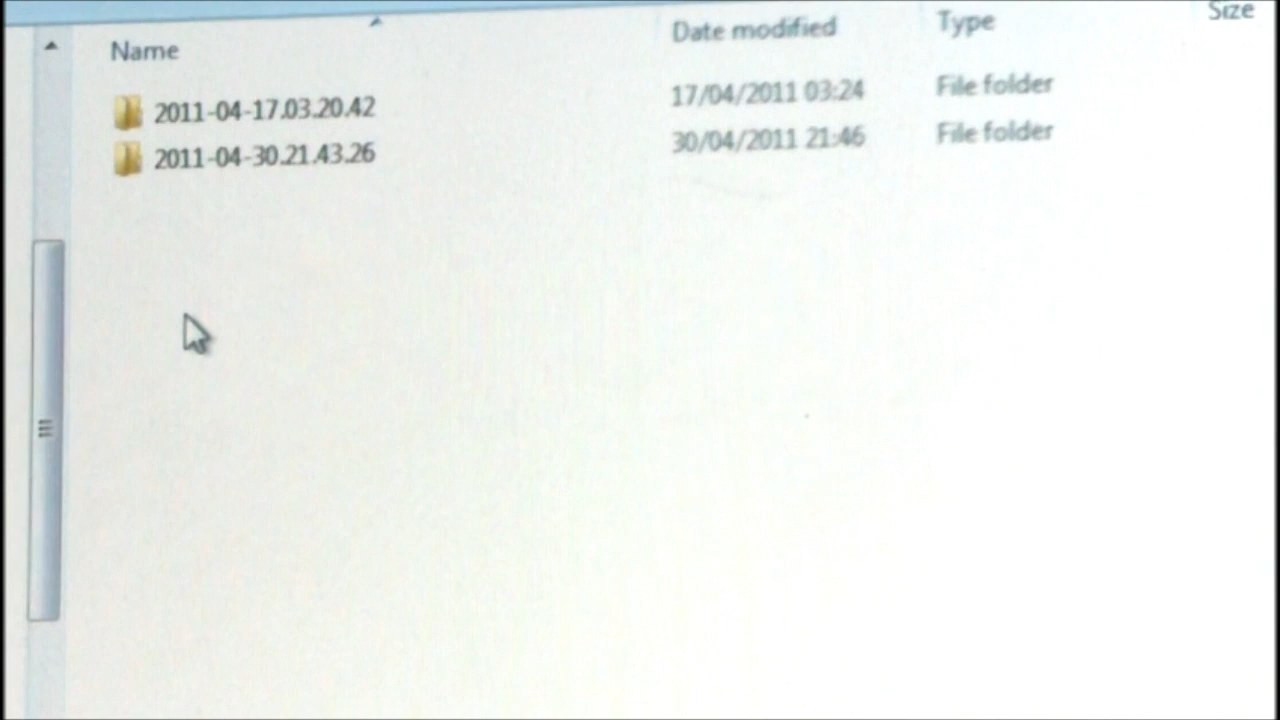 Name Date modified Type Size
2011-04-17.03.20.42 17/04/2011 03:24 File folder
2011-04-30.21.43.26 30/04/2011 21:46 File folder